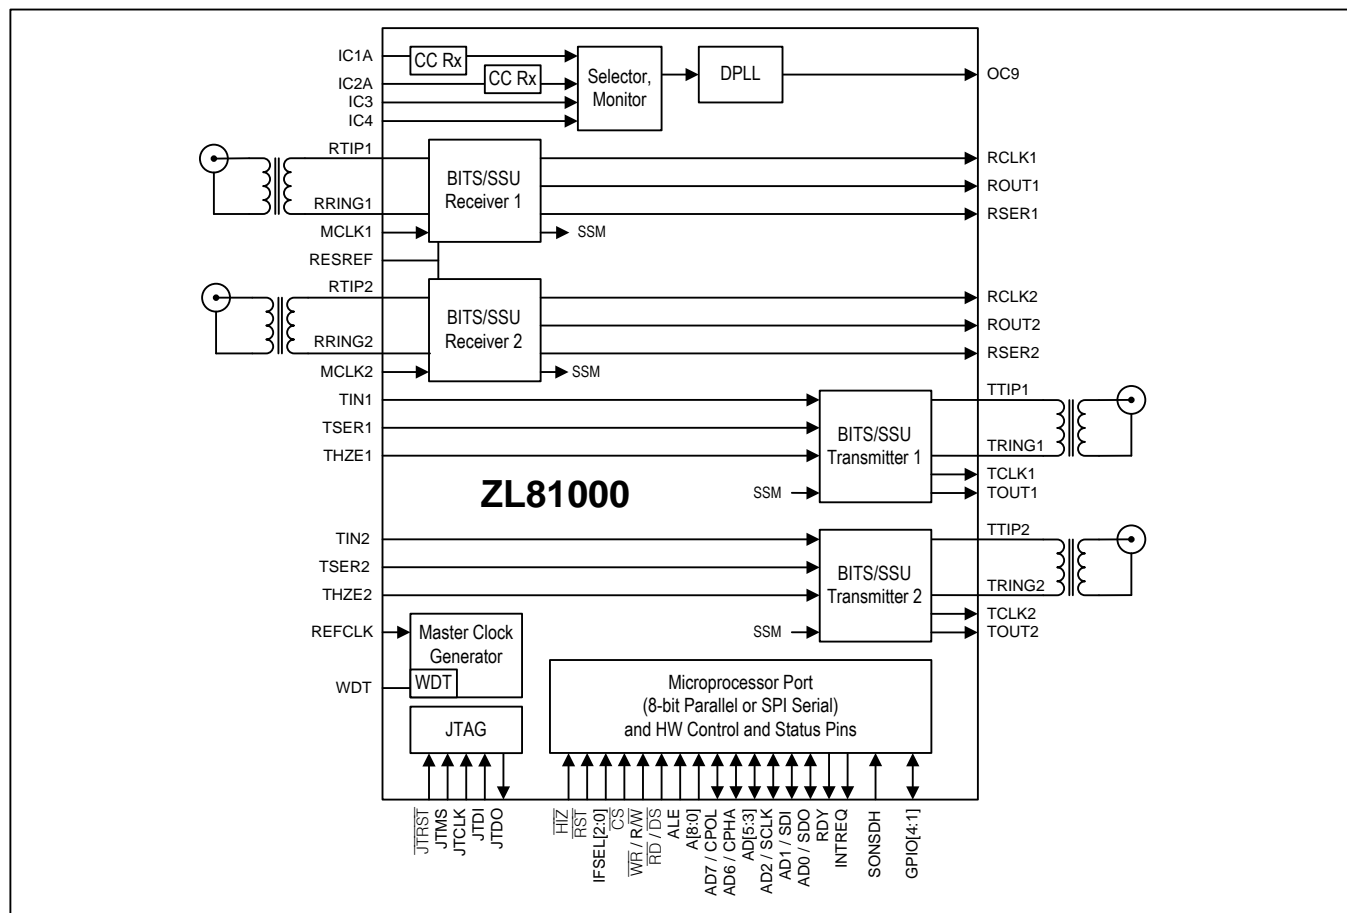 IC1A
CC Rx
IC2A
CC Rx
IC3
IC4
Selector,
Monitor
DPLL
OC9
RTIP1
RRING1
MCLK1
BITS/SSU
Receiver 1
SSM
RCLK1
ROUT1
RSER1
RESREF
RTIP2
RRING2
MCLK2
BITS/SSU
Receiver 2
SSM
RCLK2
ROUT2
RSER2
TIN1
TSER1
THZE1
BITS/SSU
Transmitter 1
SSM
TTIP1
TRING1
TCLK1
TOUT1
ZL81000
TIN2
TSER2
THZE2
BITS/SSU
Transmitter 2
SSM
TTIP2
TRING2
TCLK2
TOUT2
REFCLK
Master Clock
Generator
WDT
WDT
JTAG
Microprocessor Port
(8-bit Parallel or SPI Serial)
and HW Control and Status Pins
JTRST
JTMS
JTCLK
JTDI
JTDO
HIZ
RST
IFSEL[2:0]
CS
WR / R/W
RD / DS
ALE
A[8:0]
AD7 / CPOL
AD6 / CPHA
AD[5:3]
AD2 / SCLK
AD1 / SDI
AD0 / SDO
RDY
INTREQ
SONSDH
GPIO[4:1]